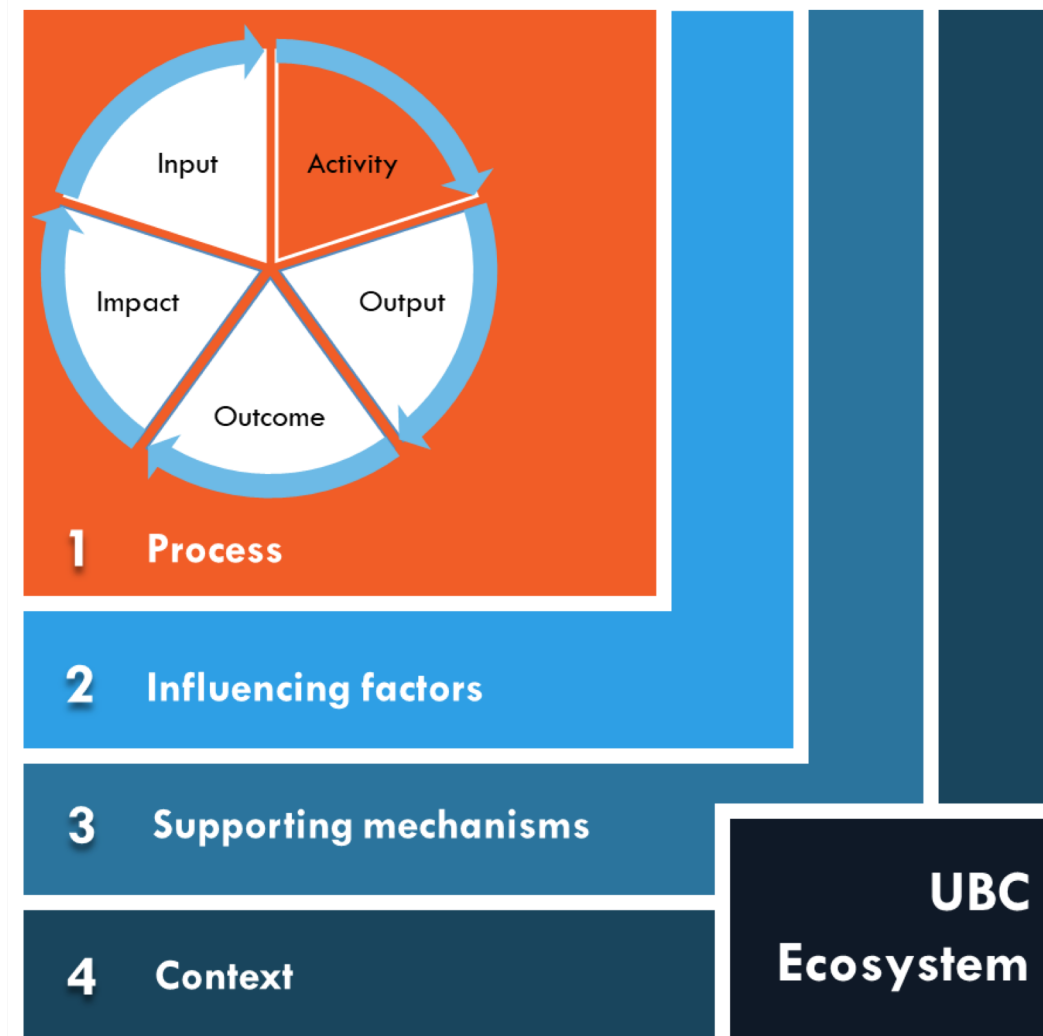 Input
Activity
Impact
Output
Outcome
1 Process
2 Influencing factors
3 Supporting mechanisms
4 Context
UBC
Ecosystem